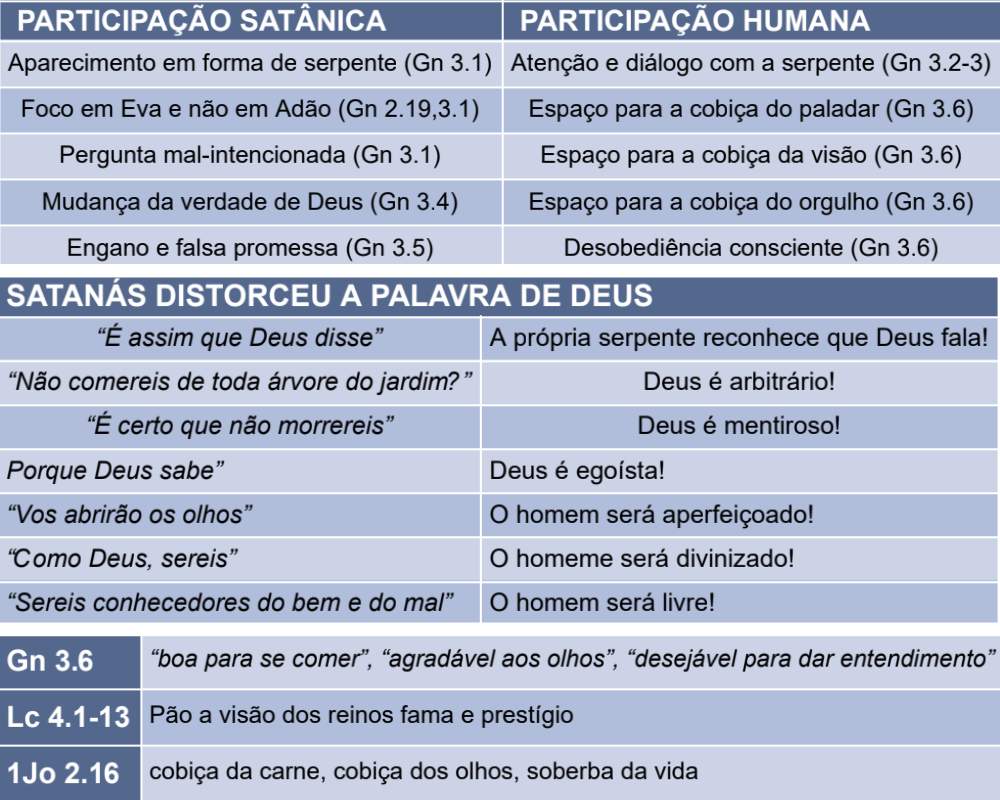 PARTICIPAÇÃO SATÂNICA PARTICIPAÇÃO HUMANA
Aparecimento em forma de serpente (Gn 3.1) Atenção e diálogo com a serpente (Gn 3.2-3)
Foco em Eva e não em Adão (Gn 2.19,3.1) Espaço para a cobiça do paladar (Gn 3.6)
Pergunta mal-intencionada (Gn 3.1) Espaço para a cobiça da visão (Gn 3.6)
Mudança da verdade de Deus (Gn 3.4) Espaço para a cobiça do orgulho (Gn 3.6)
Engano e falsa promessa (Gn 3.5) Desobediência consciente (Gn 3.6)
SATANÁS DISTORCEU A PALAVRA DE DEUS
“É assim que Deus disse” A própria serpente reconhece que Deus fala!
“Não comereis de toda árvore do jardim?” Deus é arbitrário!
“É certo que não morrereis” Deus é mentiroso!
Porque Deus sabe” Deus é egoísta!
“Vos abrirão os olhos” O homem será aperfeiçoado!
“Como Deus, sereis” O homeme será divinizado!
“Sereis conhecedores do bem e do mal” O homem será livre!
Gn 3.6 “boa para se comer”, “agradável aos olhos”, “desejável para dar entendimento”
Lc 4.1-13 Pão a visão dos reinos fama e prestígio
1Jo 2.16 cobiça da carne, cobiça dos olhos, soberba da vida